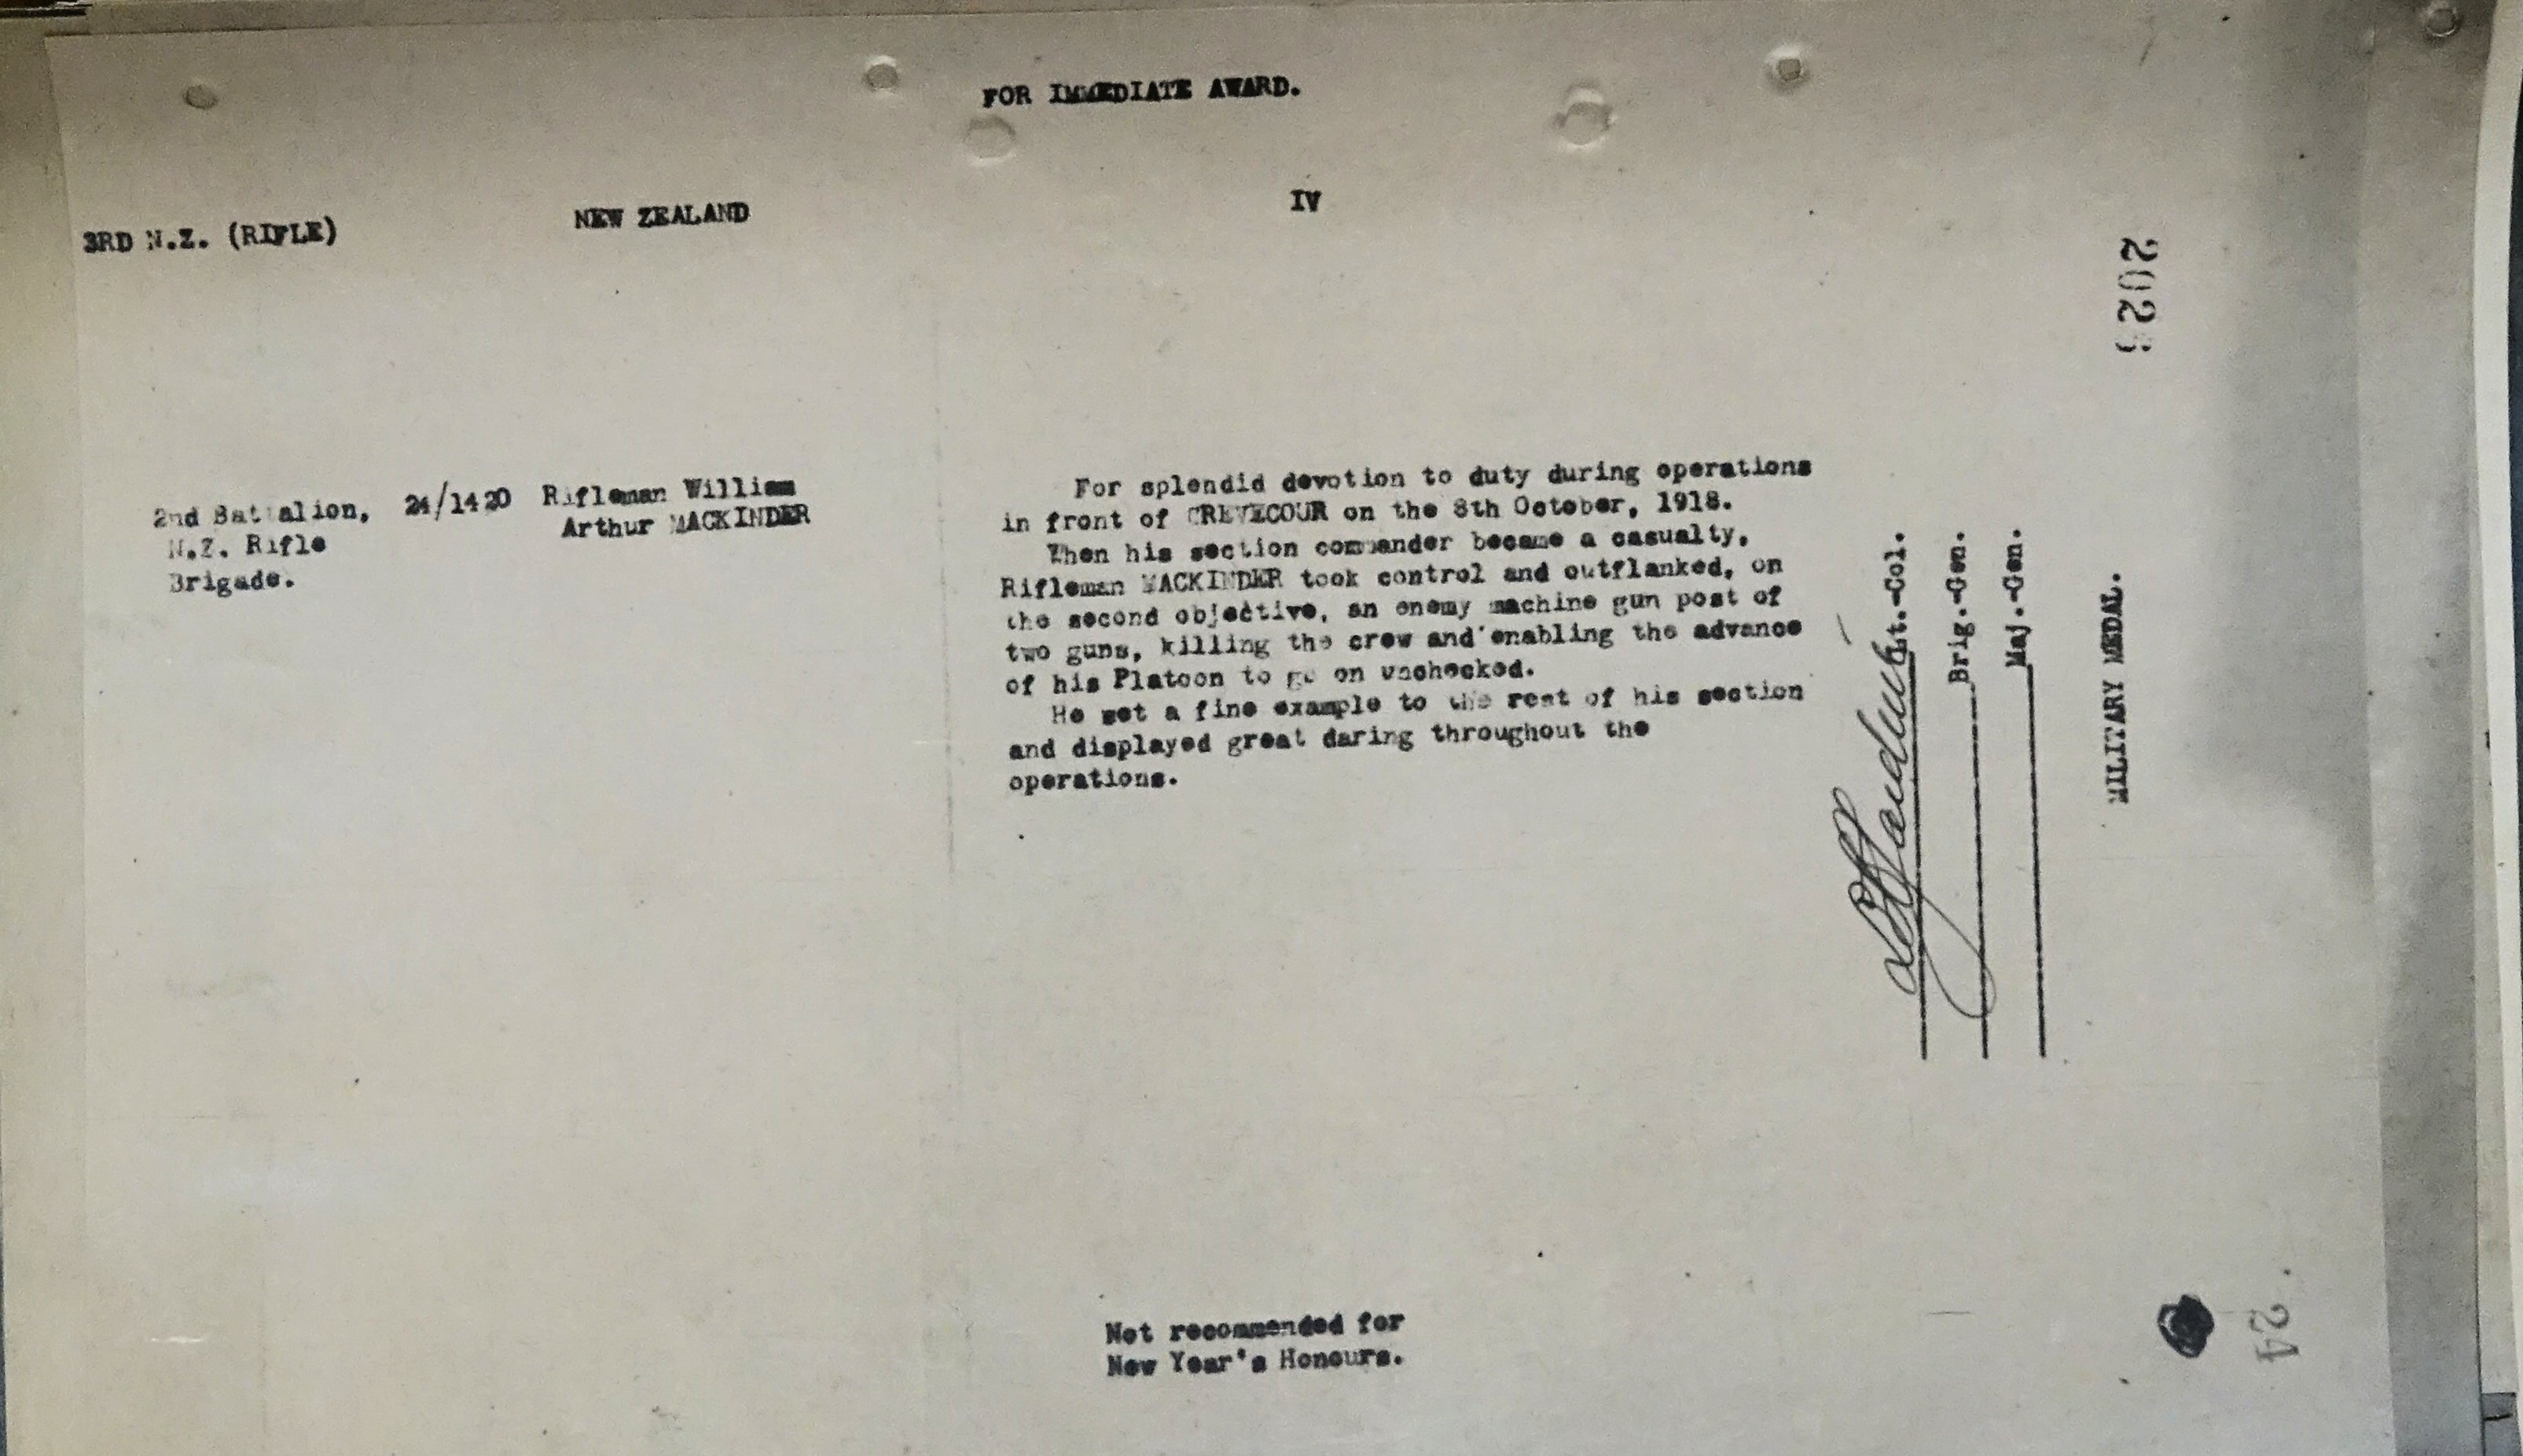 FOR IMMEDIATE AWARD.
3RD N.Z. (RIFLE) NEW ZEALAND IV
2nd Battalion, 24/1420 Rifleman William
N.Z. Rifle Arthur MACKINDER
Brigade.
For splendid devotion to duty during operations
in front of CREVECOUR on the 8th October, 1918.
When his section commander became a casualty,
Rifleman MACKINDER took control and outflanked, on
the second objective, an enemy machine gun post of
two guns, killing the crew and enabling the advance
of his Platoon to go on unchecked.
He set a fine example to the rest of his section
and displayed great daring throughout the
operations.
Lt.-Col.
Brig.-Gen.
Maj.-Gen.
MILITARY MEDAL.
Not recommended for
New Year's Honours.
24